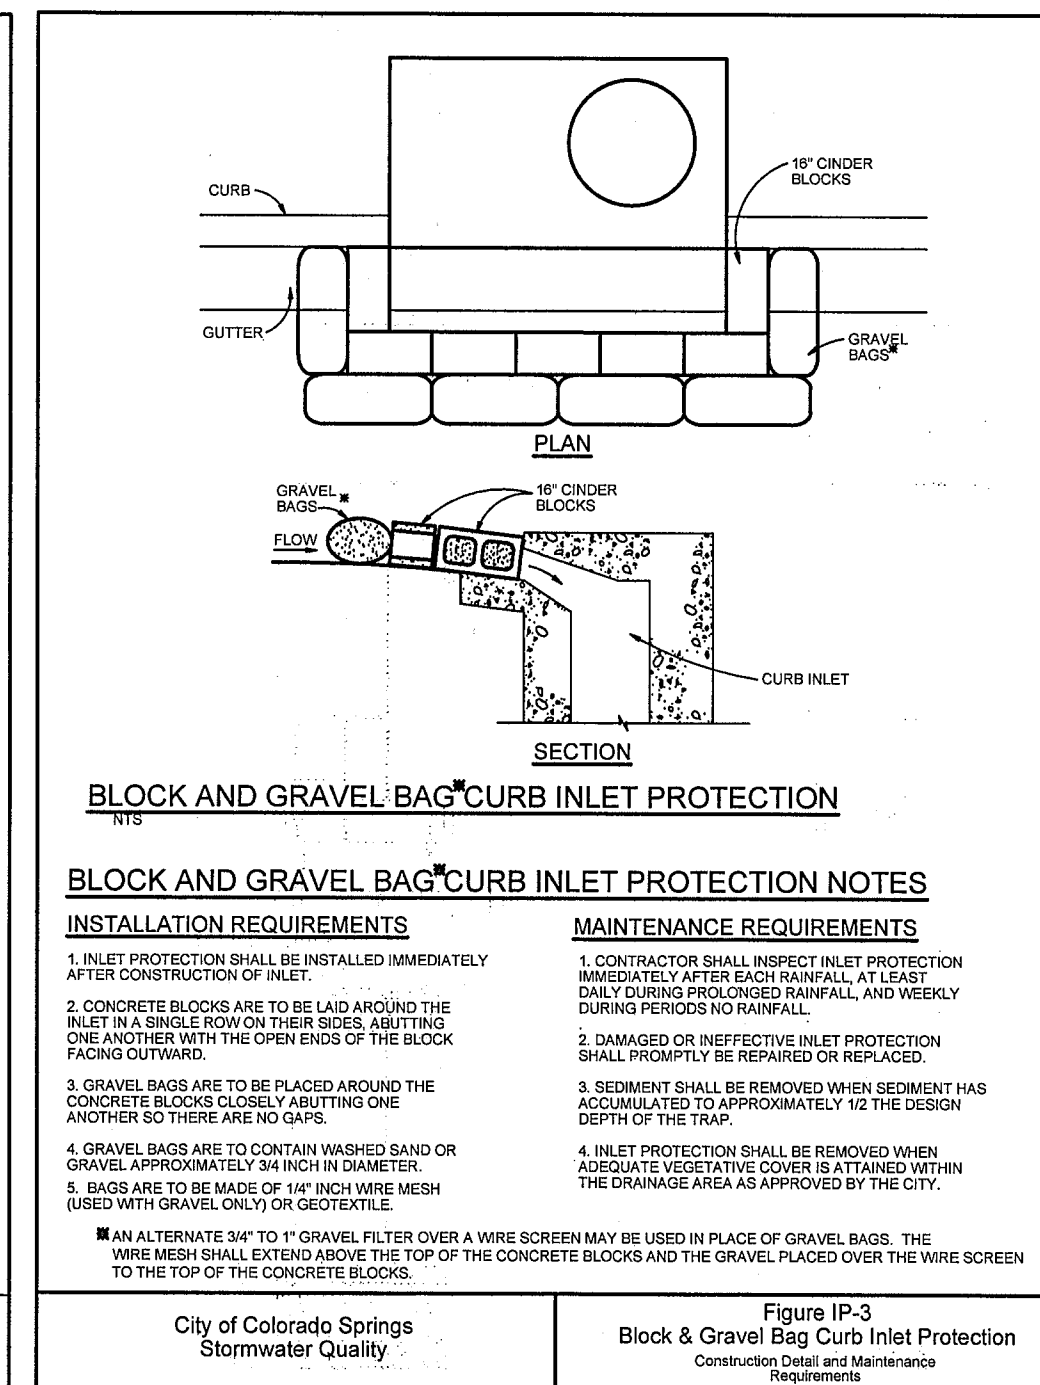 CURB
16" CINDER
BLOCKS
GUTTER
GRAVEL
BAGS※
PLAN
GRAVEL
BAGS※
16" CINDER
BLOCKS
FLOW
CURB INLET
SECTION
BLOCK AND GRAVEL BAG※CURB INLET PROTECTION
NTS
BLOCK AND GRAVEL BAG※CURB INLET PROTECTION NOTES
INSTALLATION REQUIREMENTS
1. INLET PROTECTION SHALL BE INSTALLED IMMEDIATELY
AFTER CONSTRUCTION OF INLET.
2. CONCRETE BLOCKS ARE TO BE LAID AROUND THE
INLET IN A SINGLE ROW ON THEIR SIDES, ABUTTING
ONE ANOTHER WITH THE OPEN ENDS OF THE BLOCK
FACING OUTWARD.
3. GRAVEL BAGS ARE TO BE PLACED AROUND THE
CONCRETE BLOCKS CLOSELY ABUTTING ONE
ANOTHER SO THERE ARE NO GAPS.
4. GRAVEL BAGS ARE TO CONTAIN WASHED SAND OR
GRAVEL APPROXIMATELY 3/4 INCH IN DIAMETER.
5. BAGS ARE TO BE MADE OF 1/4" INCH WIRE MESH
(USED WITH GRAVEL ONLY) OR GEOTEXTILE.
MAINTENANCE REQUIREMENTS
1. CONTRACTOR SHALL INSPECT INLET PROTECTION
IMMEDIATELY AFTER EACH RAINFALL, AT LEAST
DAILY DURING PROLONGED RAINFALL, AND WEEKLY
DURING PERIODS NO RAINFALL.
2. DAMAGED OR INEFFECTIVE INLET PROTECTION
SHALL PROMPTLY BE REPAIRED OR REPLACED.
3. SEDIMENT SHALL BE REMOVED WHEN SEDIMENT HAS
ACCUMULATED TO APPROXIMATELY 1/2 THE DESIGN
DEPTH OF THE TRAP.
4. INLET PROTECTION SHALL BE REMOVED WHEN
ADEQUATE VEGETATIVE COVER IS ATTAINED WITHIN
THE DRAINAGE AREA AS APPROVED BY THE CITY.
※ AN ALTERNATE 3/4" TO 1" GRAVEL FILTER OVER A WIRE SCREEN MAY BE USED IN PLACE OF GRAVEL BAGS. THE
WIRE MESH SHALL EXTEND ABOVE THE TOP OF THE CONCRETE BLOCKS AND THE GRAVEL PLACED OVER THE WIRE SCREEN
TO THE TOP OF THE CONCRETE BLOCKS.
City of Colorado Springs
Stormwater Quality
Figure IP-3
Block & Gravel Bag Curb Inlet Protection
Construction Detail and Maintenance
Requirements